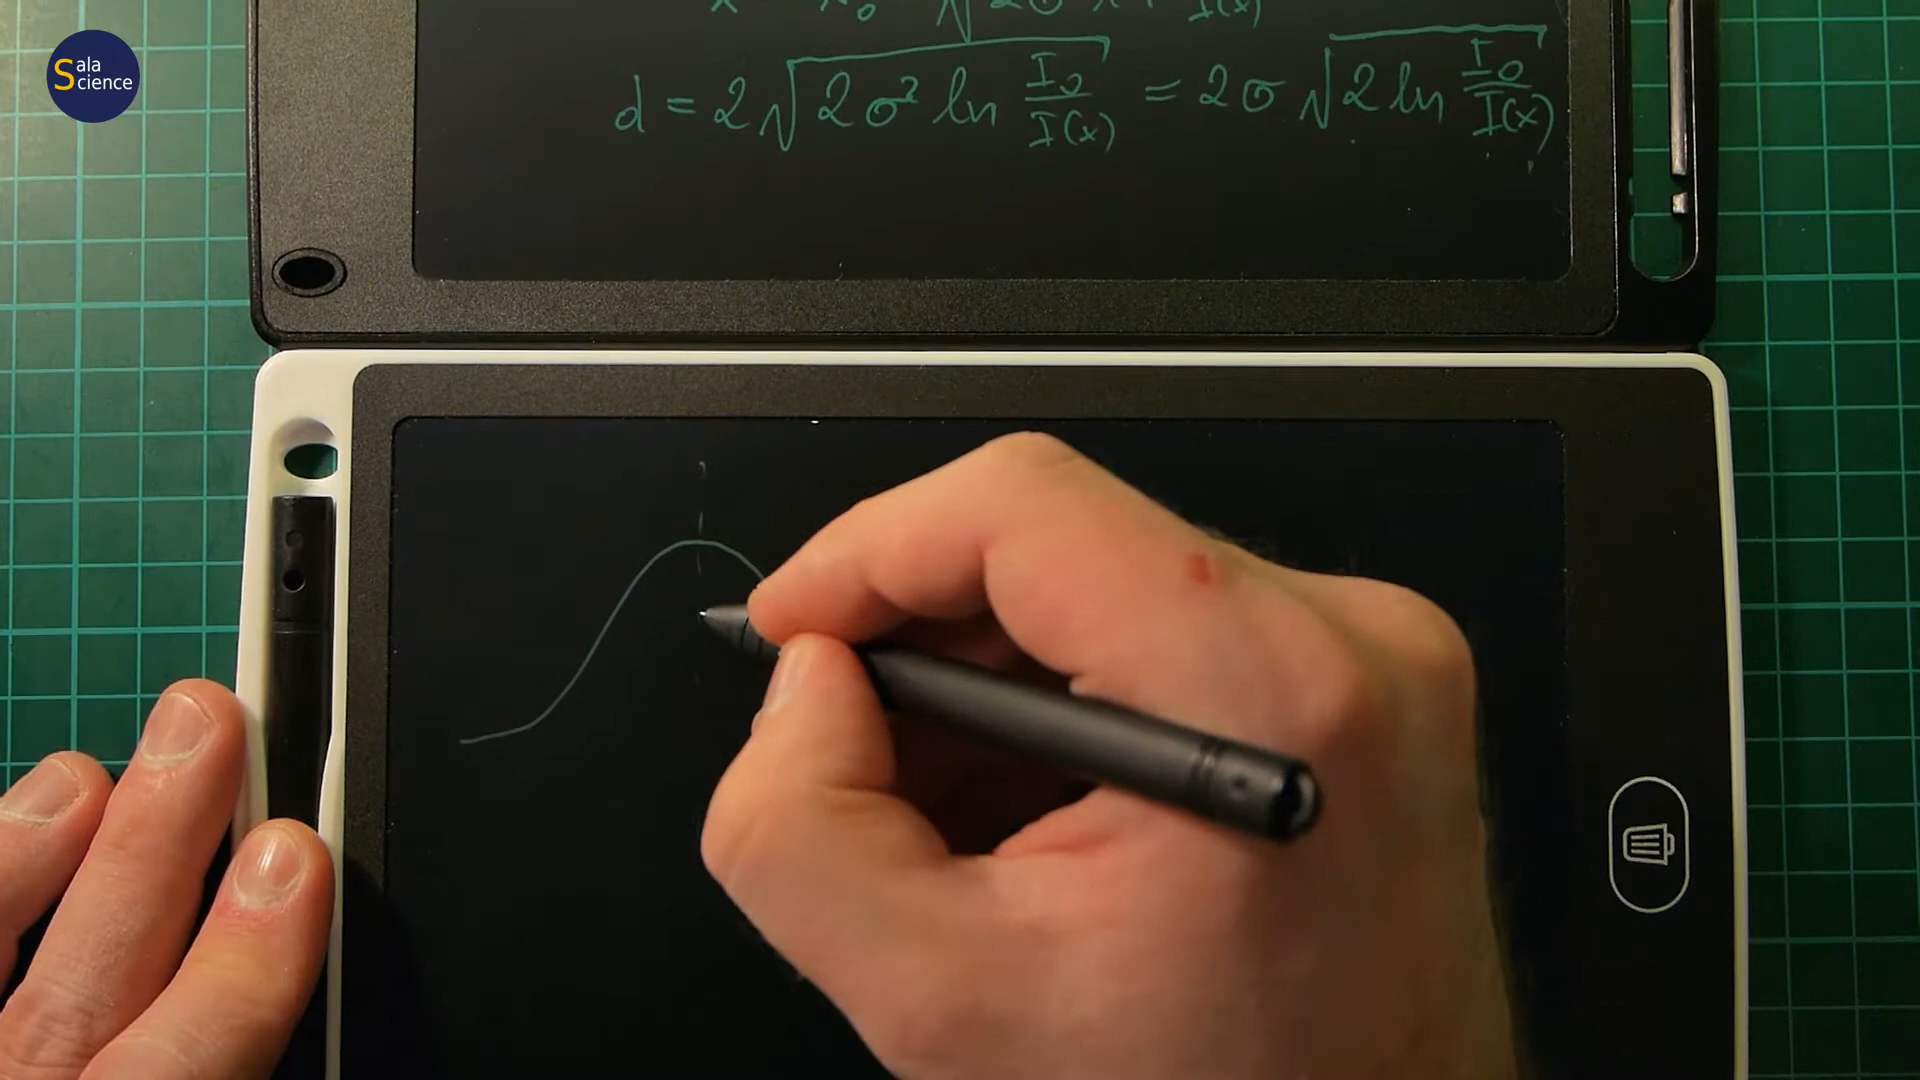 Sala
Science
d = 2√(2σ² ln I₀/I(x)) = 2σ√(2 ln I₀/I(x))